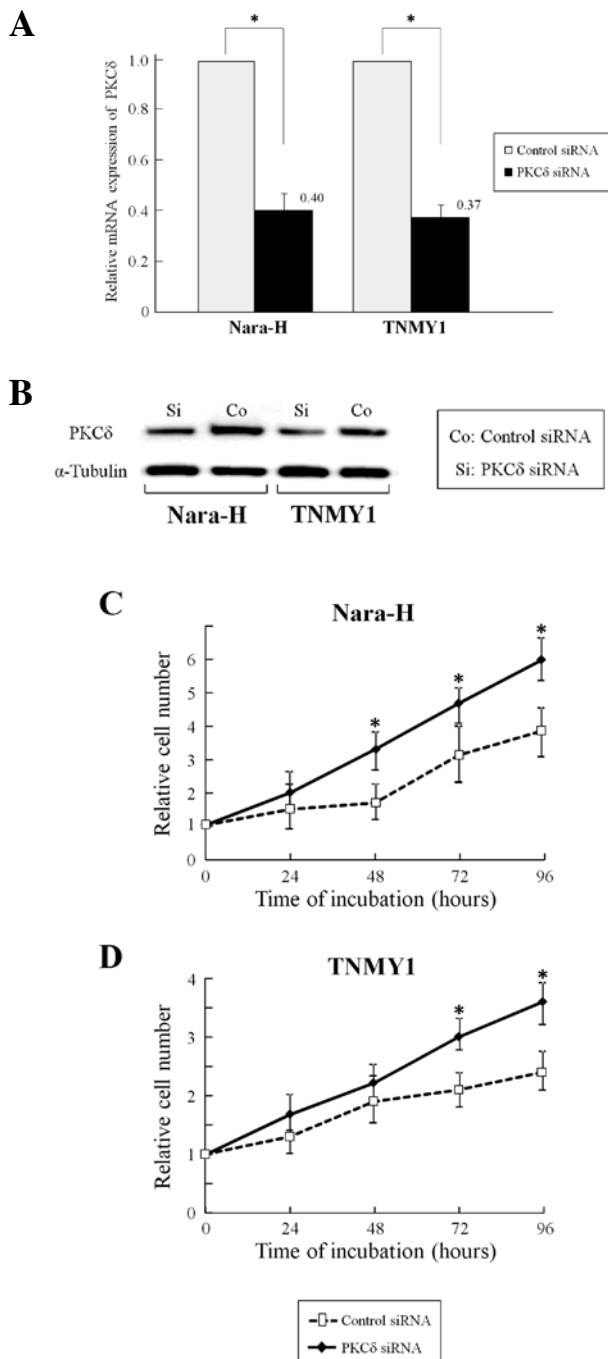 A
Relative mRNA expression of PKCδ
1.0
0.8
0.6
0.4
0.2
0
*
*
0.40
0.37
Nara-H
TNMY1
Control siRNA
PKCδ siRNA
B
Si Co Si Co
PKCδ
α-Tubulin
Nara-H
TNMY1
Co: Control siRNA
Si: PKCδ siRNA
C
Nara-H
Relative cell number
6
5
4
3
2
1
0
*
*
*
0 24 48 72 96
Time of incubation (hours)
D
TNMY1
Relative cell number
4
3
2
1
0
*
*
0 24 48 72 96
Time of incubation (hours)
Control siRNA
PKCδ siRNA